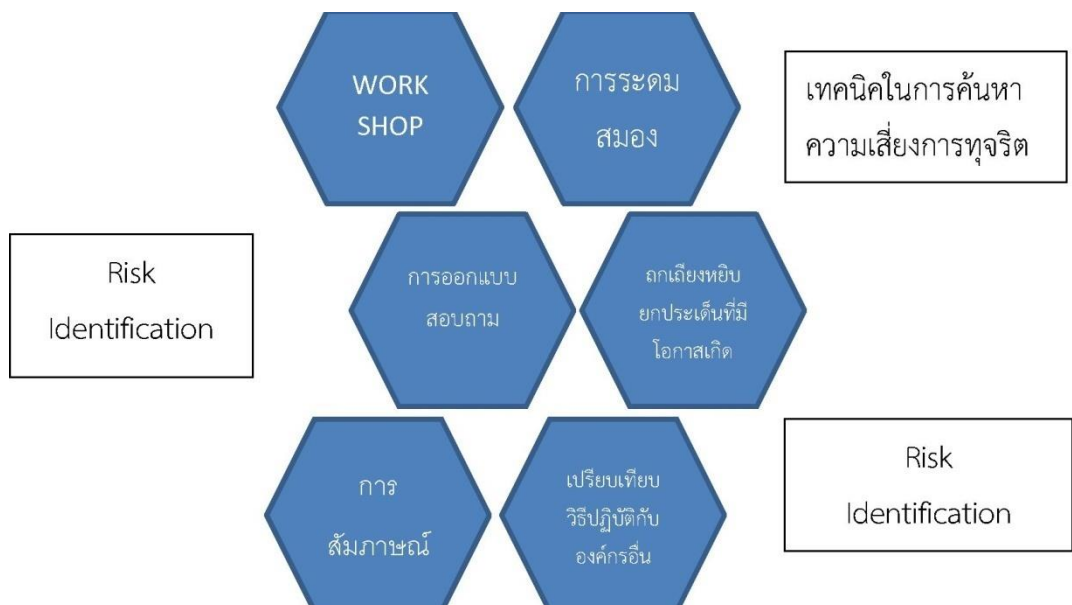 WORK
SHOP
การระดม
สมอง
เทคนิคในการค้นหา
ความเสี่ยงการทุจริต
Risk
Identification
การออกแบบ
สอบถาม
ถกเถียงหยิบ
ยกประเด็นที่มี
โอกาสเกิด
การ
สัมภาษณ์
เปรียบเทียบ
วิธีปฏิบัติกับ
องค์กรอื่น
Risk
Identification